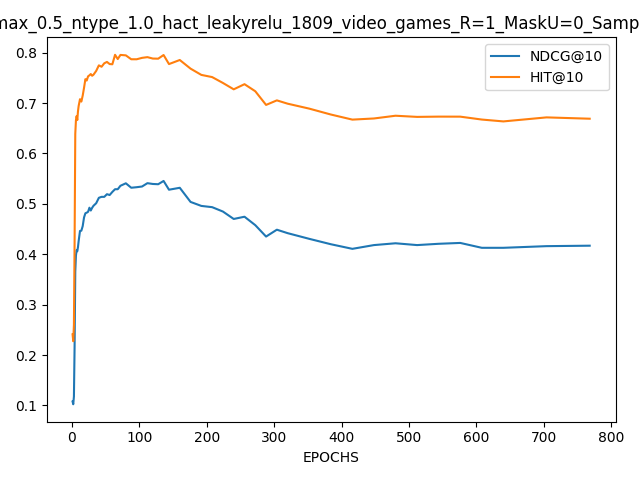 max_0.5_ntype_1.0_hact_leakyrelu_1809_video_games_R=1_MaskU=0_Samp
NDCG@10
HIT@10
0.8
0.7
0.6
0.5
0.4
0.3
0.2
0.1
0 100 200 300 400 500 600 700 800
EPOCHS